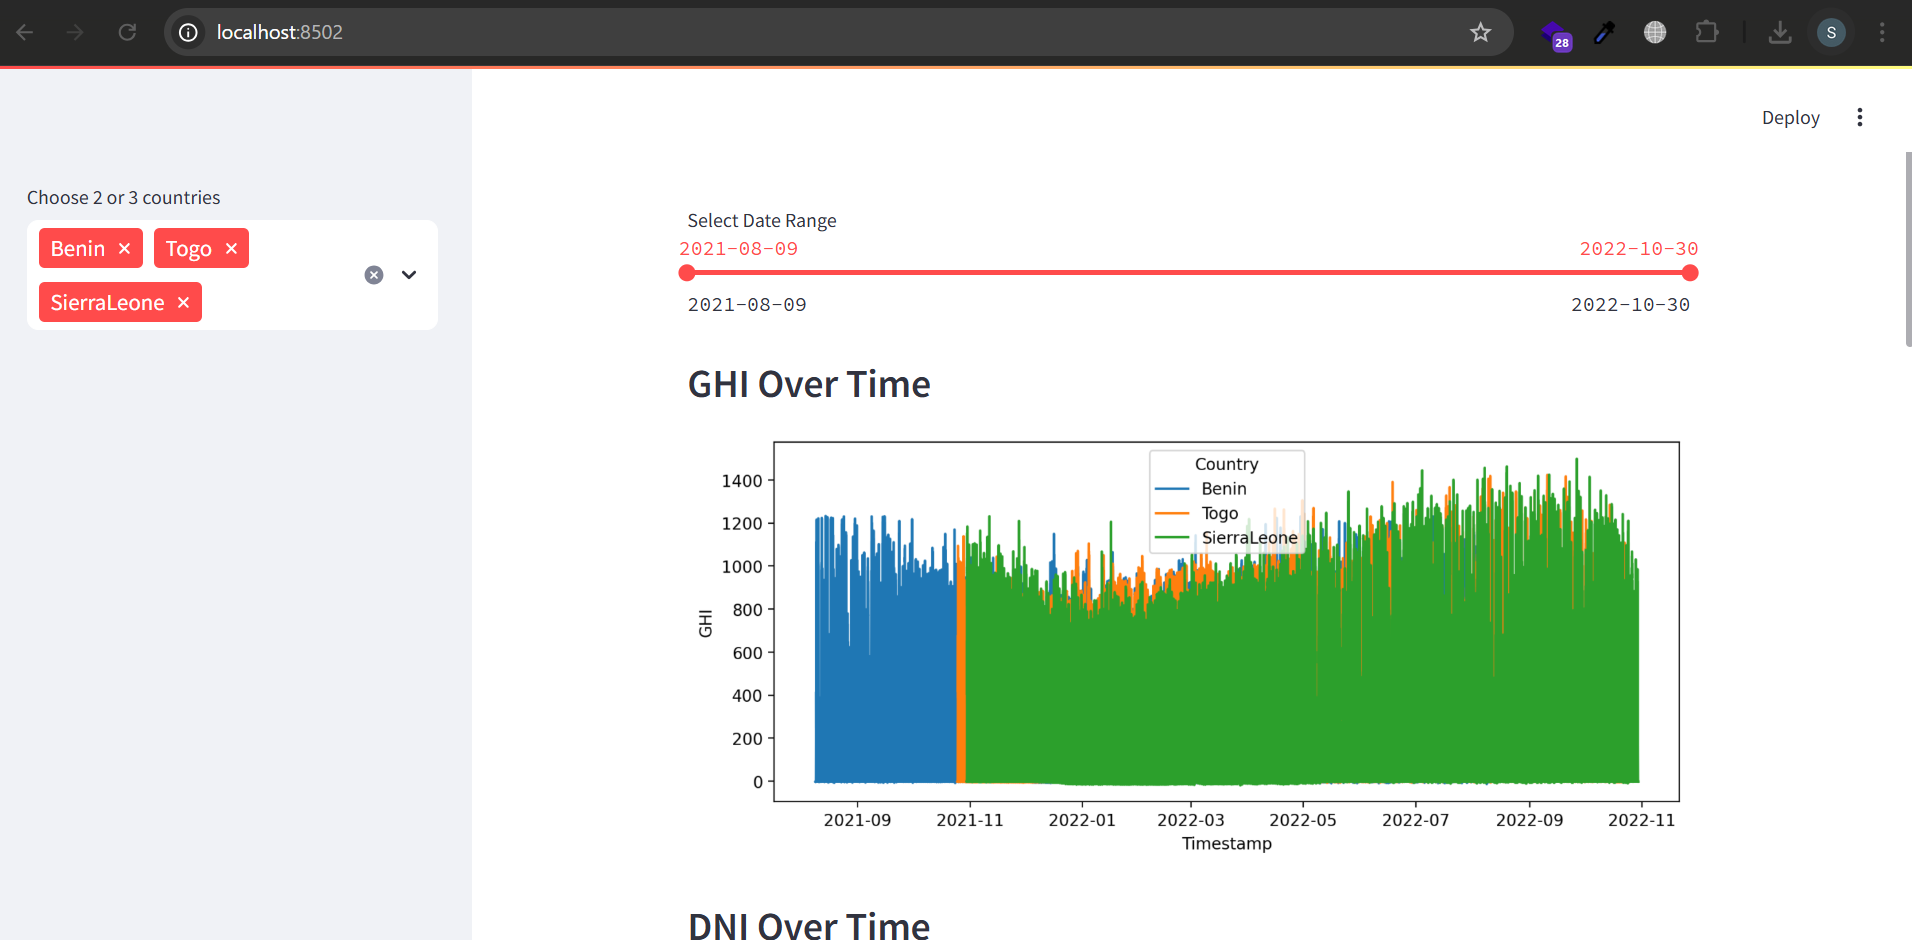 localhost:8502
28
S
Deploy
Choose 2 or 3 countries
Benin
Togo
SierraLeone
Select Date Range
2021-08-09
2022-10-30
2021-08-09
2022-10-30
GHI Over Time
Country
Benin
Togo
SierraLeone
1400
1200
1000
800
600
400
200
0
GHI
2021-09
2021-11
2022-01
2022-03
2022-05
2022-07
2022-09
2022-11
Timestamp
DNI Over Time